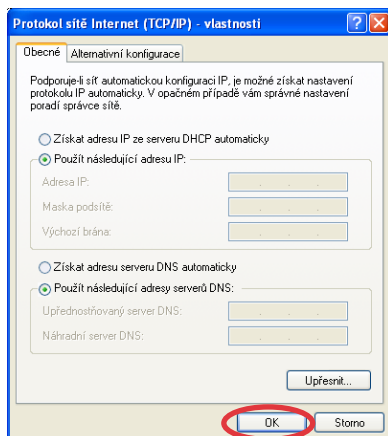 Protokol sítě Internet (TCP/IP) - vlastnosti
Obecné Alternativní konfigurace
Podporuje-li síť automatickou konfiguraci IP, je možné získat nastavení
protokolu IP automaticky. V opačném případě vám správné nastavení
poradí správce sítě.
Získat adresu IP ze serveru DHCP automaticky
Použít následující adresu IP:
Adresa IP:
Maska podsítě:
Výchozí brána:
Získat adresu serveru DNS automaticky
Použít následující adresy serverů DNS:
Upřednostňovaný server DNS:
Náhradní server DNS:
Upřesnit...
OK Storno